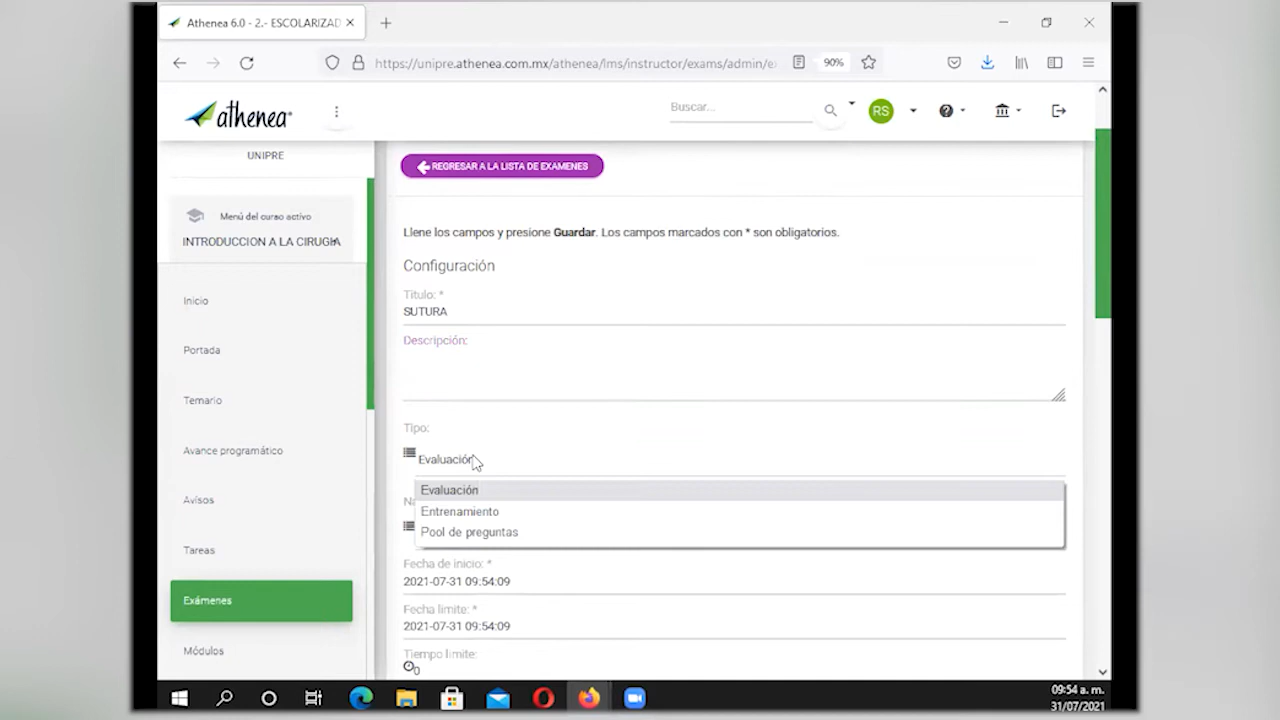 Athenea 6.0 - 2.- ESCOLARIZAD
https://unipre.athenea.com.mx/athenea/lms/instructor/exams/admin/e
90%
athenea
Buscar...
RS
UNIPRE
REGRESAR A LA LISTA DE EXAMENES
Menú del curso activo
INTRODUCCION A LA CIRUGIA
Llene los campos y presione Guardar. Los campos marcados con * son obligatorios.
Configuración
Título: *
SUTURA
Inicio
Descripción:
Portada
Temario
Tipo:
Avance programático
Evaluación
Evaluación
Avisos
Na
Entrenamiento
Pool de preguntas
Tareas
Fecha de inicio: *
2021-07-31 09:54:09
Exámenes
Fecha limite: *
2021-07-31 09:54:09
Módulos
Tiempo limite:
0
09:54 a. m.
31/07/2021